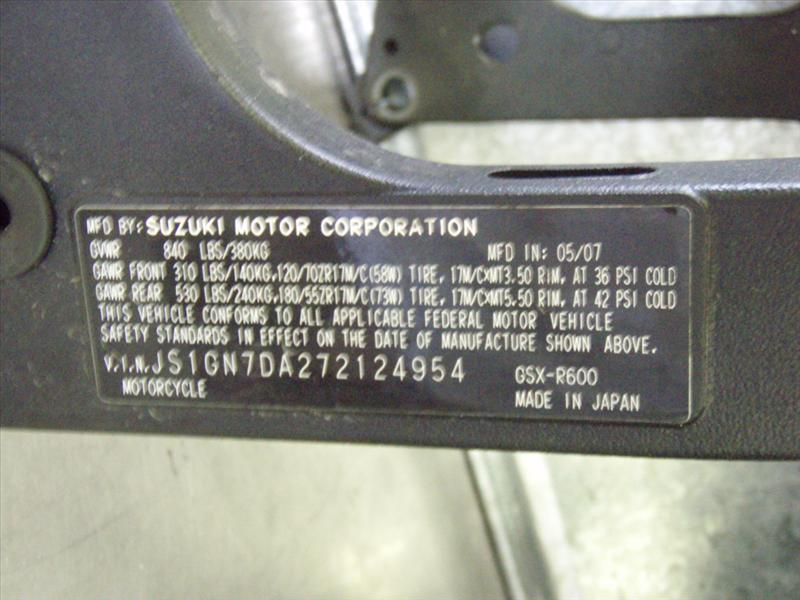 MFD BY: SUZUKI MOTOR CORPORATION
GVWR 840 LBS/380KG MFD IN: 05/07
GAWR FRONT 310 LBS/140KG,120/70ZR17M/C(58W) TIRE, 17M/C×MT3.50 RIM, AT 36 PSI COLD
GAWR REAR 530 LBS/240KG,180/55ZR17M/C(73W) TIRE, 17M/C×MT5.50 RIM, AT 42 PSI COLD
THIS VEHICLE CONFORMS TO ALL APPLICABLE FEDERAL MOTOR VEHICLE
SAFETY STANDARDS IN EFFECT ON THE DATE OF MANUFACTURE SHOWN ABOVE.
V.I.N. JS1GN7DA272124954 GSX-R600
MOTORCYCLE MADE IN JAPAN